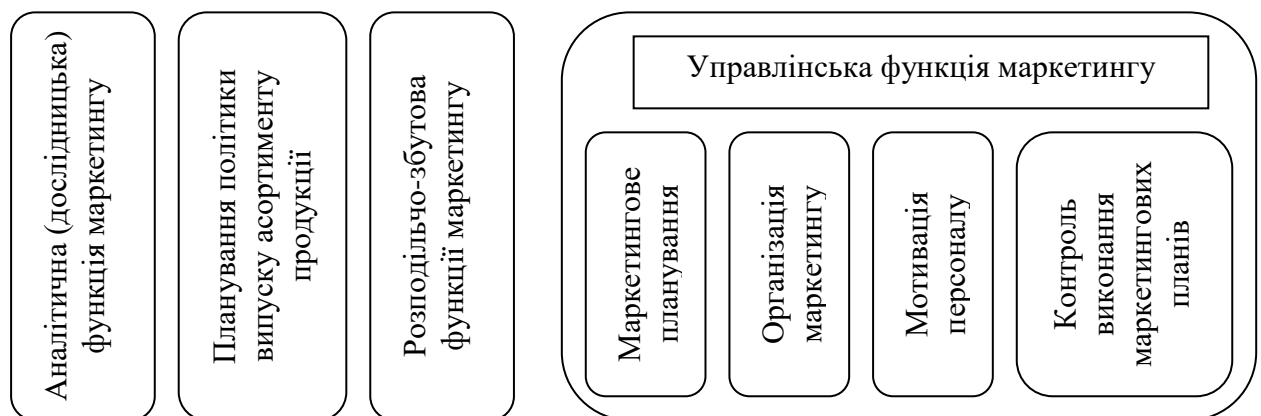 Аналітична (дослідницька)
функція маркетингу
Планування політики
випуску асортименту
продукції
Розподільчо-збутова
функції маркетингу
Управлінська функція маркетингу
Маркетингове
планування
Організація
маркетингу
Мотивація
персоналу
Контроль
виконання
маркетингових
планів